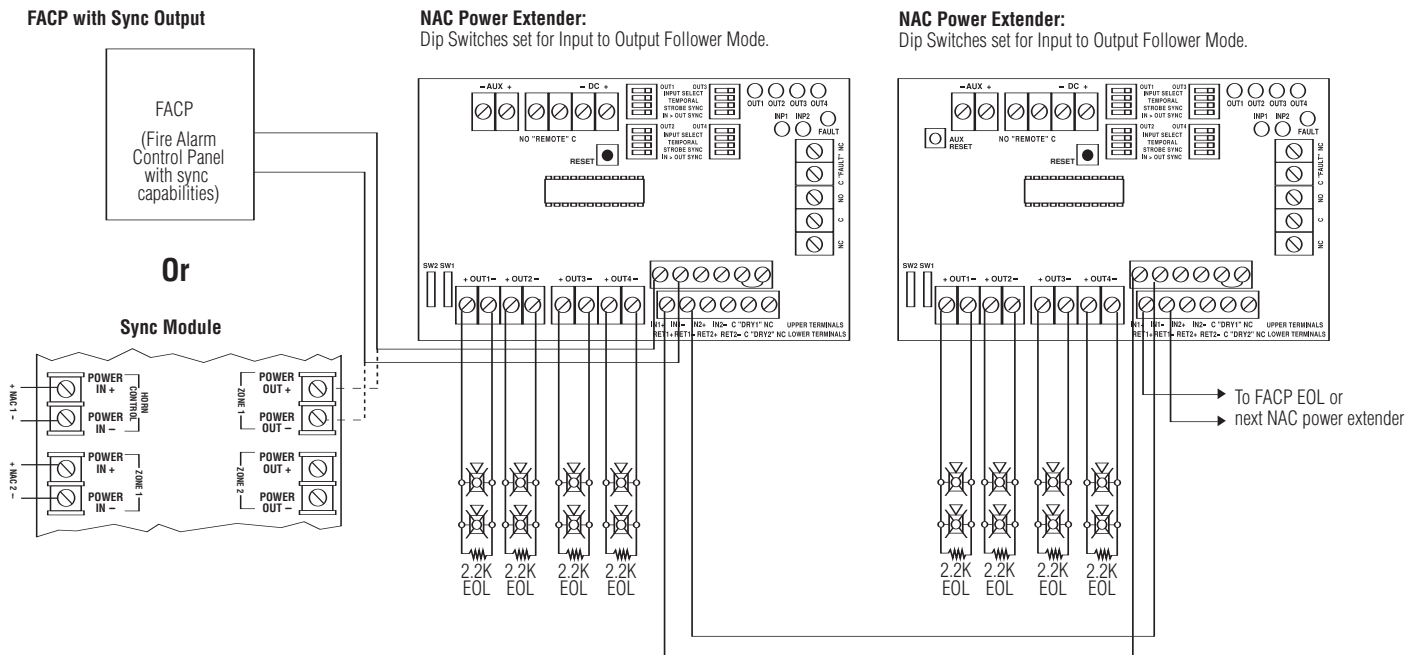 FACP with Sync Output
FACP
(Fire Alarm
Control Panel
with sync
capabilities)
Or
Sync Module
+ NAC 1 -
POWER
IN +
POWER
IN -
HORN
CONTROL
ZONE 1
POWER
OUT +
POWER
OUT -
+ NAC 2 -
POWER
IN +
POWER
IN -
ZONE 1
ZONE 2
POWER
OUT +
POWER
OUT -
NAC Power Extender:
Dip Switches set for Input to Output Follower Mode.
- AUX +
- DC +
NO "REMOTE" C
RESET
OUT1 OUT3
INPUT SELECT
TEMPORAL
STROBE SYNC
IN > OUT SYNC
OUT2 OUT4
INPUT SELECT
TEMPORAL
STROBE SYNC
IN > OUT SYNC
OUT1 OUT2 OUT3 OUT4
INP1 INP2
FAULT
C "FAULT" NC
NO
C
NC
SW2 SW1
+ OUT1 -
+ OUT2 -
+ OUT3 -
+ OUT4 -
IN1+ IN1- IN2+ IN2- C "DRY1" NC UPPER TERMINALS
RET1+ RET1- RET2+ RET2- C "DRY2" NC LOWER TERMINALS
2.2K
EOL
2.2K
EOL
2.2K
EOL
2.2K
EOL
NAC Power Extender:
Dip Switches set for Input to Output Follower Mode.
- AUX +
- DC +
AUX
RESET
NO "REMOTE" C
RESET
OUT1 OUT3
INPUT SELECT
TEMPORAL
STROBE SYNC
IN > OUT SYNC
OUT2 OUT4
INPUT SELECT
TEMPORAL
STROBE SYNC
IN > OUT SYNC
OUT1 OUT2 OUT3 OUT4
INP1 INP2
FAULT
C "FAULT" NC
NO
C
NC
SW2 SW1
+ OUT1 -
+ OUT2 -
+ OUT3 -
+ OUT4 -
IN1+ IN1- IN2+ IN2- C "DRY1" NC UPPER TERMINALS
RET1+ RET1- RET2+ RET2- C "DRY2" NC LOWER TERMINALS
To FACP EOL or
next NAC power extender
2.2K
EOL
2.2K
EOL
2.2K
EOL
2.2K
EOL